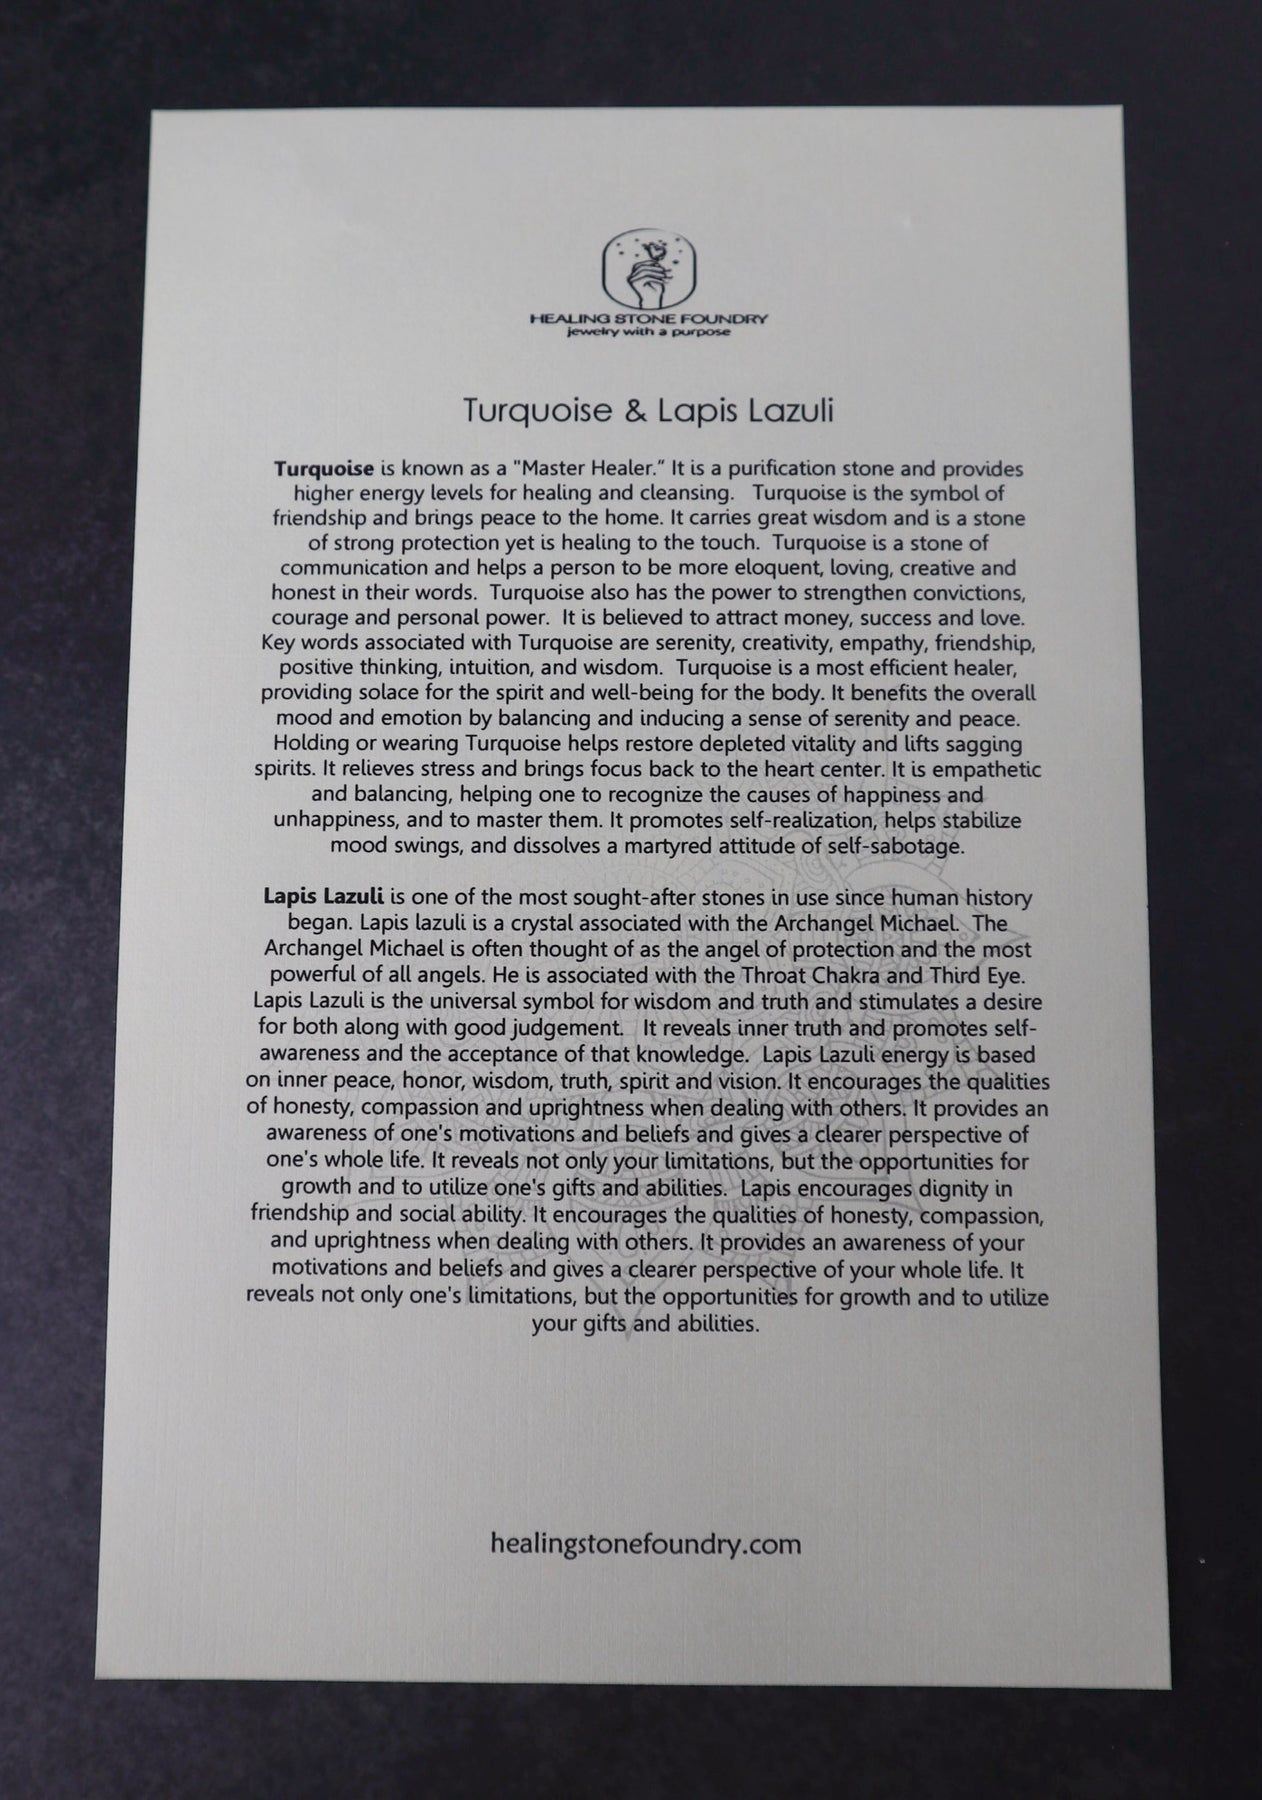 HEALING STONE FOUNDRY
jewelry with a purpose
Turquoise & Lapis Lazuli
Turquoise is known as a "Master Healer." It is a purification stone and provides
higher energy levels for healing and cleansing.   Turquoise is the symbol of
friendship and brings peace to the home. It carries great wisdom and is a stone
of strong protection yet is healing to the touch.  Turquoise is a stone of
communication and helps a person to be more eloquent, loving, creative and
honest in their words.  Turquoise also has the power to strengthen convictions,
courage and personal power.  It is believed to attract money, success and love.
Key words associated with Turquoise are serenity, creativity, empathy, friendship,
positive thinking, intuition, and wisdom.  Turquoise is a most efficient healer,
providing solace for the spirit and well-being for the body. It benefits the overall
mood and emotion by balancing and inducing a sense of serenity and peace.
Holding or wearing Turquoise helps restore depleted vitality and lifts sagging
spirits. It relieves stress and brings focus back to the heart center. It is empathetic
and balancing, helping one to recognize the causes of happiness and
unhappiness, and to master them. It promotes self-realization, helps stabilize
mood swings, and dissolves a martyred attitude of self-sabotage.
Lapis Lazuli is one of the most sought-after stones in use since human history
began. Lapis lazuli is a crystal associated with the Archangel Michael.  The
Archangel Michael is often thought of as the angel of protection and the most
powerful of all angels. He is associated with the Throat Chakra and Third Eye.
Lapis Lazuli is the universal symbol for wisdom and truth and stimulates a desire
for both along with good judgement.   It reveals inner truth and promotes self-
awareness and the acceptance of that knowledge.  Lapis Lazuli energy is based
on inner peace, honor, wisdom, truth, spirit and vision. It encourages the qualities
of honesty, compassion and uprightness when dealing with others. It provides an
awareness of one's motivations and beliefs and gives a clearer perspective of
one's whole life. It reveals not only your limitations, but the opportunities for
growth and to utilize one's gifts and abilities.  Lapis encourages dignity in
friendship and social ability. It encourages the qualities of honesty, compassion,
and uprightness when dealing with others. It provides an awareness of your
motivations and beliefs and gives a clearer perspective of your whole life. It
reveals not only one's limitations, but the opportunities for growth and to utilize
your gifts and abilities.
healingstonefoundry.com